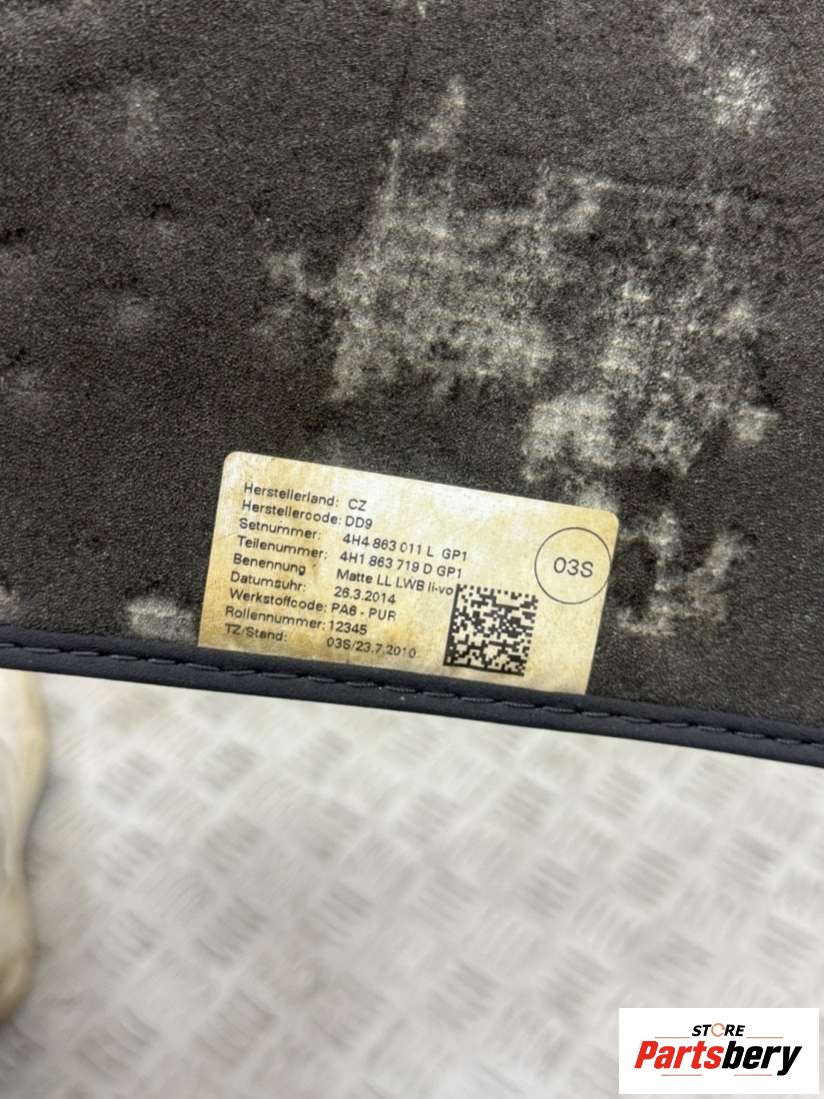 Herstellerland: CZ
Herstellercode: DD9
Setnummer: 4H4 863 011 L GP1
Teilenummer: 4H1 863 719 D GP1
Benennung Matte LL LWB li-vo
Datumsuhr: 26.3.2014
Werkstoffcode: PA6 - PUR
Rollennummer: 12345
TZ/Stand: 03S/23.7.2010
03S
STORE
Partsbery